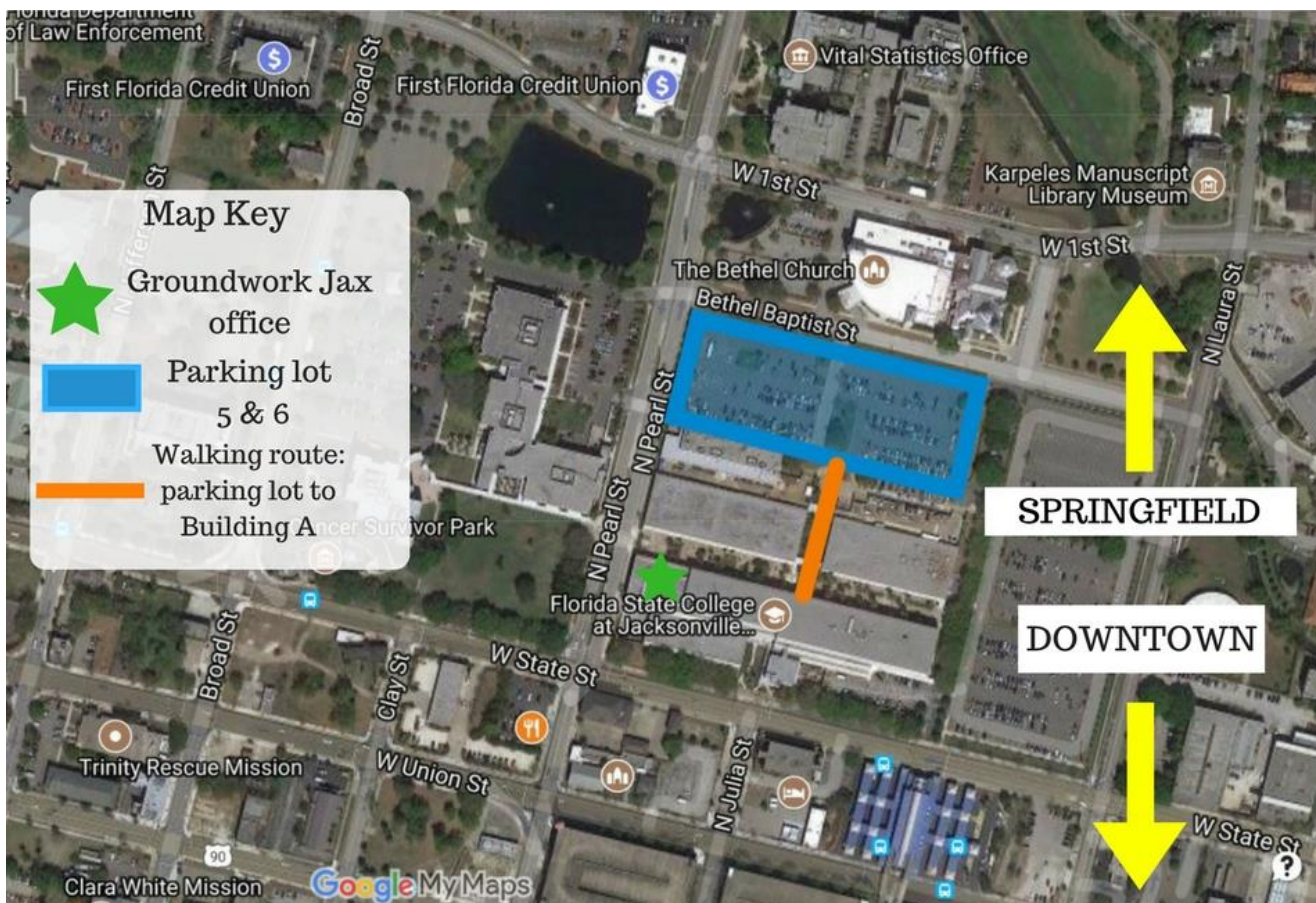 Florida Department
of Law Enforcement
First Florida Credit Union
Broad St
First Florida Credit Union
Vital Statistics Office
W 1st St
Karpeles Manuscript
Library Museum
W 1st St
N Laura St
The Bethel Church
Bethel Baptist St
Map Key
Groundwork Jax
office
Parking lot
5 & 6
Walking route:
parking lot to
Building A
N Pearl St
N Pearl St
SPRINGFIELD
DOWNTOWN
Survivor Park
Florida State College
at Jacksonville...
W State St
Broad St
Clay St
Trinity Rescue Mission
W Union St
N Julia St
W State St
90
Clara White Mission
Google My Maps
?